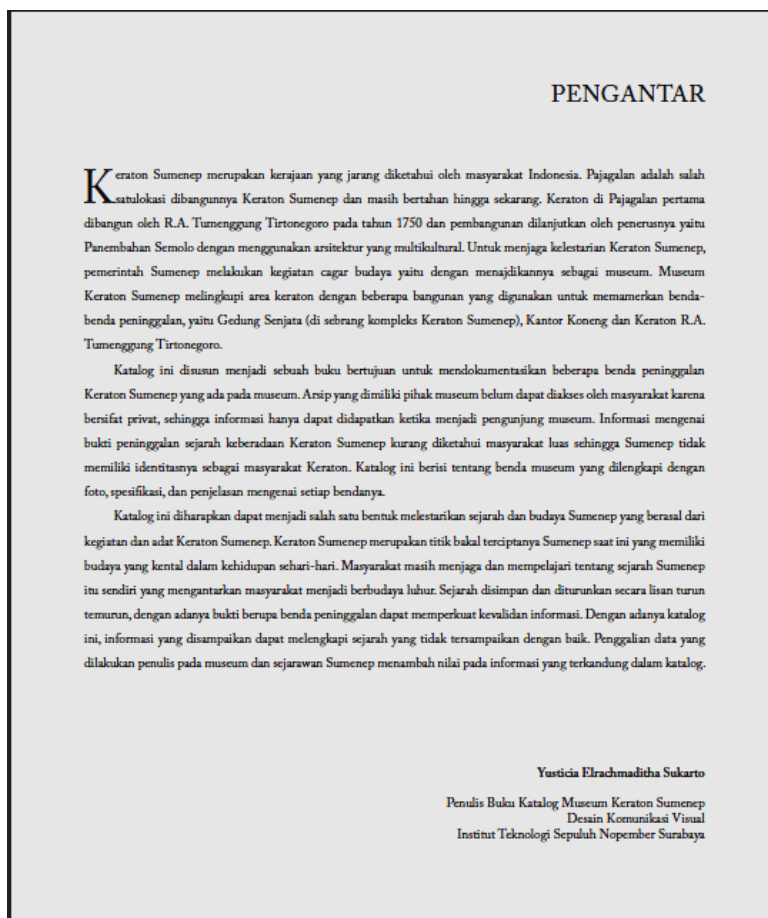 PENGANTAR
Keraton Sumenep merupakan kerajaan yang jarang diketahui oleh masyarakat Indonesia. Pajagalan adalah salah
satulokasi dibangunnya Keraton Sumenep dan masih bertahan hingga sekarang. Keraton di Pajagalan pertama
dibangun oleh R.A. Tumenggung Tirtonegoro pada tahun 1750 dan pembangunan dilanjutkan oleh penerusnya yaitu
Panembahan Semolo dengan menggunakan arsitektur yang multikultural. Untuk menjaga kelestarian Keraton Sumenep,
pemerintah Sumenep melakukan kegiatan cagar budaya yaitu dengan menajdikannya sebagai museum. Museum
Keraton Sumenep melingkupi area keraton dengan beberapa bangunan yang digunakan untuk memamerkan benda-
benda peninggalan, yaitu Gedung Senjata (di sebrang kompleks Keraton Sumenep), Kantor Koneng dan Keraton R.A.
Tumenggung Tirtonegoro.
Katalog ini disusun menjadi sebuah buku bertujuan untuk mendokumentasikan beberapa benda peninggalan
Keraton Sumenep yang ada pada museum. Arsip yang dimiliki pihak museum belum dapat diakses oleh masyarakat karena
bersifat privat, sehingga informasi hanya dapat didapatkan ketika menjadi pengunjung museum. Informasi mengenai
bukti peninggalan sejarah keberadaan Keraton Sumenep kurang diketahui masyarakat luas sehingga Sumenep tidak
memiliki identitasnya sebagai masyarakat Keraton. Katalog ini berisi tentang benda museum yang dilengkapi dengan
foto, spesifikasi, dan penjelasan mengenai setiap bendanya.
Katalog ini diharapkan dapat menjadi salah satu bentuk melestarikan sejarah dan budaya Sumenep yang berasal dari
kegiatan dan adat Keraton Sumenep. Keraton Sumenep merupakan titik bakal terciptanya Sumenep saat ini yang memiliki
budaya yang kental dalam kehidupan sehari-hari. Masyarakat masih menjaga dan mempelajari tentang sejarah Sumenep
itu sendiri yang mengantarkan masyarakat menjadi berbudaya luhur. Sejarah disimpan dan diturunkan secara lisan turun
temurun, dengan adanya bukti berupa benda peninggalan dapat memperkuat kevalidan informasi. Dengan adanya katalog
ini, informasi yang disampaikan dapat melengkapi sejarah yang tidak tersampaikan dengan baik. Penggalian data yang
dilakukan penulis pada museum dan sejarawan Sumenep menambah nilai pada informasi yang terkandung dalam katalog.
Yusticia Elrachmaditha Sukarto
Penulis Buku Katalog Museum Keraton Sumenep
Desain Komunikasi Visual
Institut Teknologi Sepuluh Nopember Surabaya